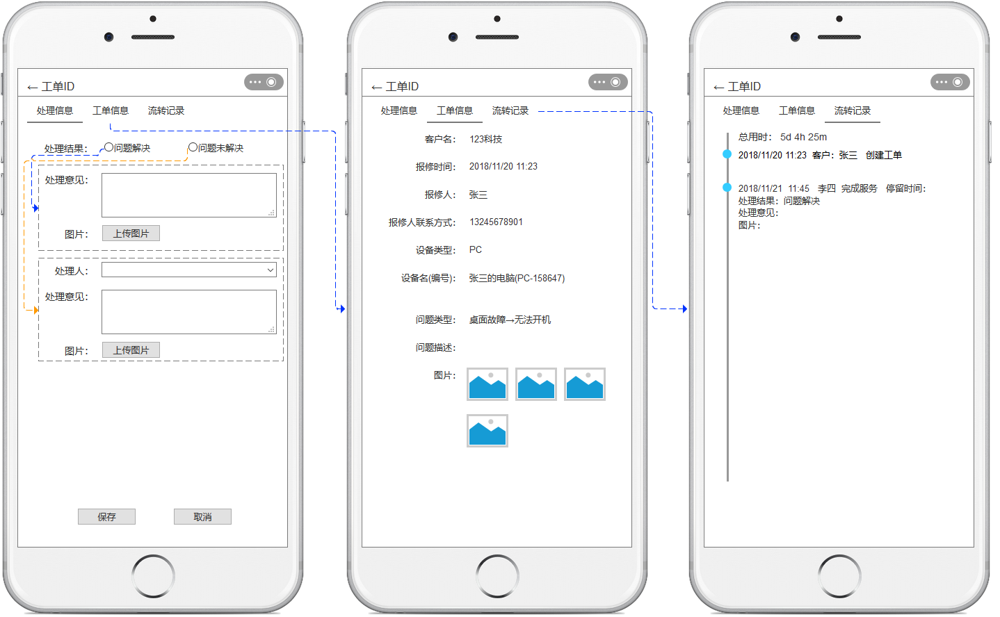 ←工单ID
处理信息 工单信息 流转记录
处理结果： 问题解决 问题未解决
处理意见：
图片： 上传图片
处理人：
处理意见：
图片： 上传图片
保存 取消
←工单ID
处理信息 工单信息 流转记录
客户名： 123科技
报修时间： 2018/11/20 11:23
报修人： 张三
报修人联系方式： 13245678901
设备类型： PC
设备名(编号)： 张三的电脑(PC-158647)
问题类型： 桌面故障→无法开机
问题描述：
图片：
←工单ID
处理信息 工单信息 流转记录
总用时： 5d 4h 25m
2018/11/20 11:23 客户：张三 创建工单
2018/11/21 11:45 李四 完成服务 停留时间：
处理结果：问题解决
处理意见：
图片：